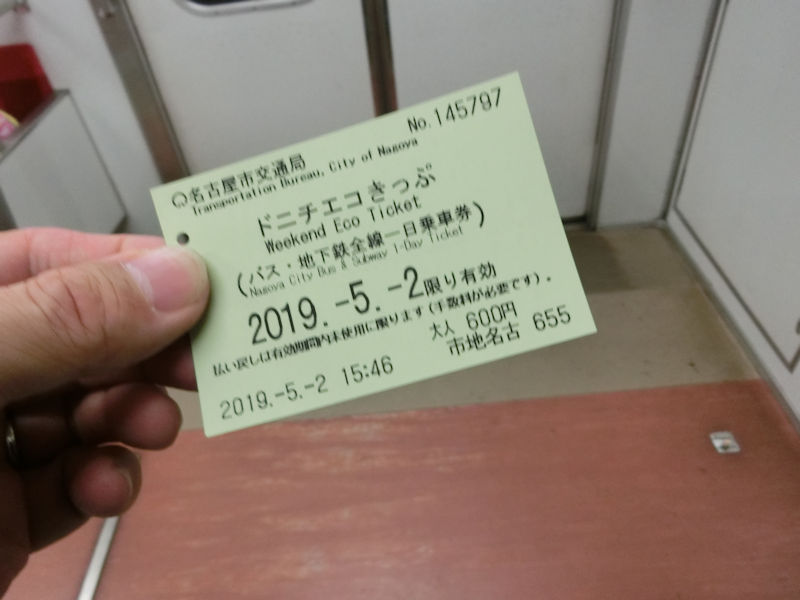 No.145797
名古屋市交通局
Transportation Bureau, City of Nagoya
ドニチエコきっぷ
Weekend Eco Ticket
(バス・地下鉄全線一日乗車券)
Nagoya City Bus & Subway 1-Day Ticket
2019.-5.-2限り有効
払い戻しは有効期間内未使用に限ります(手数料が必要です).
大人 600円
2019.-5.-2 15:46 市地名古 655